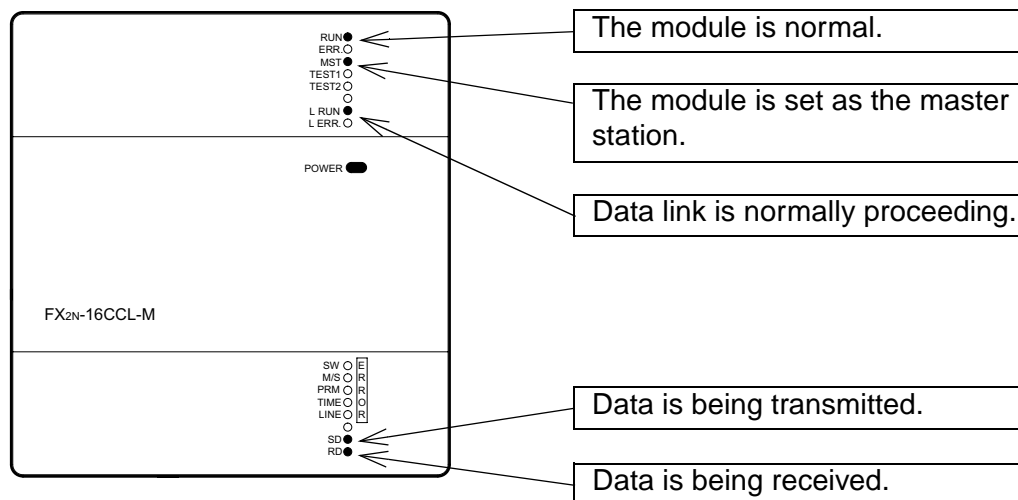 RUN
ERR.
MST
TEST1
TEST2
L RUN
L ERR.
POWER
FX2N-16CCL-M
SW
M/S
PRM
TIME
LINE
ERROR
SD
RD
The module is normal.
The module is set as the master
station.
Data link is normally proceeding.
Data is being transmitted.
Data is being received.